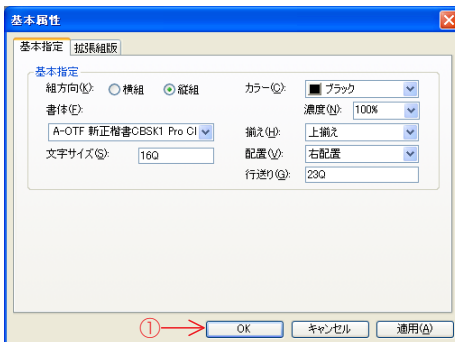 基本属性
基本指定 拡張組版
基本指定
組方向(K): 横組 縦組 カラー(C): ブラック
書体(F): 濃度(N): 100%
A-OTF 新正楷書CBSK1 Pro Cl 揃え(H): 上揃え
文字サイズ(S): 16Q 配置(V): 右配置
行送り(G): 23Q
① OK キャンセル 適用(A)